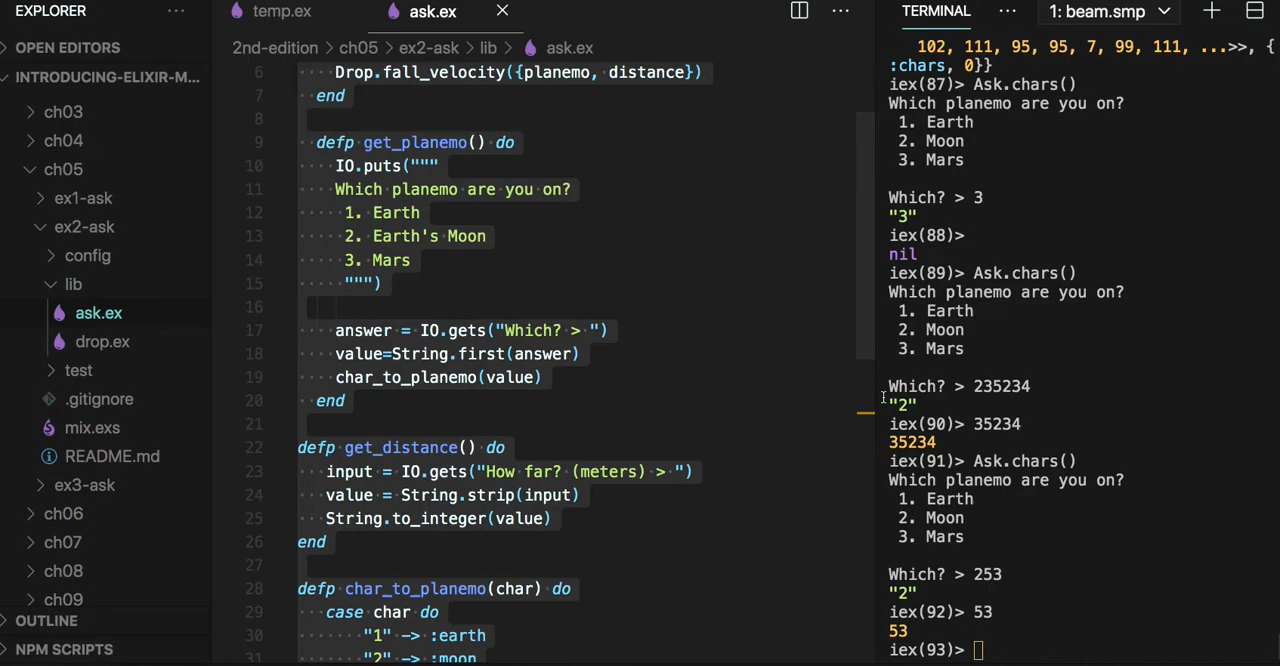 EXPLORER
OPEN EDITORS
INTRODUCING-ELIXIR-M...
ch03
ch04
ch05
ex1-ask
ex2-ask
config
lib
ask.ex
drop.ex
test
.gitignore
mix.exs
README.md
ex3-ask
ch06
ch07
ch08
ch09
OUTLINE
NPM SCRIPTS
temp.ex
ask.ex
2nd-edition > ch05 > ex2-ask > lib > ask.ex
6 Drop.fall_velocity({planemo, distance})
7 end
8
9 defp get_planemo() do
10 IO.puts("""
11 Which planemo are you on?
12 1. Earth
13 2. Earth's Moon
14 3. Mars
15 """)
16
17 answer = IO.gets("Which? > ")
18 value=String.first(answer)
19 char_to_planemo(value)
20 end
21
22 defp get_distance() do
23 input = IO.gets("How far? (meters) > ")
24 value = String.strip(input)
25 String.to_integer(value)
26 end
27
28 defp char_to_planemo(char) do
29 case char do
30 "1" -> :earth
31 "2" -> :moon
TERMINAL
1: beam.smp
102, 111, 95, 95, 7, 99, 111, ...>>, {
:chars, 0}}
iex(87)> Ask.chars()
Which planemo are you on?
1. Earth
2. Moon
3. Mars
Which? > 3
"3"
iex(88)>
nil
iex(89)> Ask.chars()
Which planemo are you on?
1. Earth
2. Moon
3. Mars
Which? > 235234
"2"
iex(90)> 35234
35234
iex(91)> Ask.chars()
Which planemo are you on?
1. Earth
2. Moon
3. Mars
Which? > 253
"2"
iex(92)> 53
53
iex(93)>